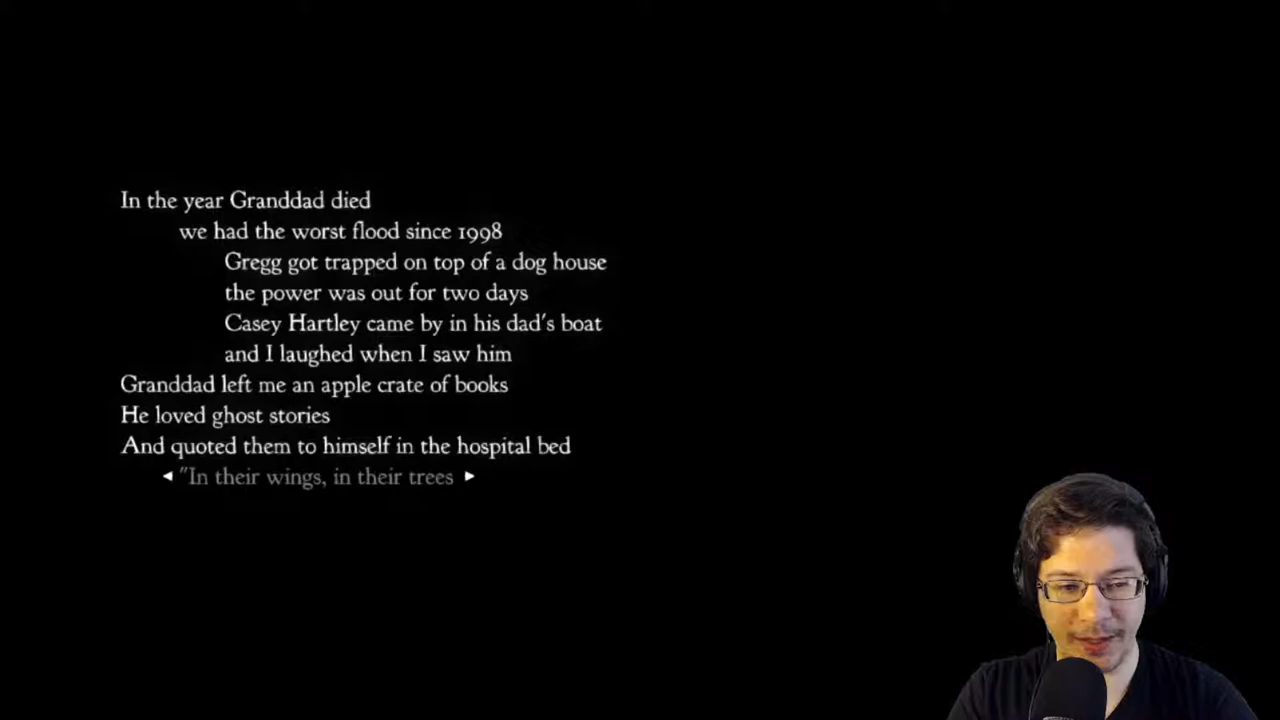 In the year Granddad died
we had the worst flood since 1998
Gregg got trapped on top of a dog house
the power was out for two days
Casey Hartley came by in his dad's boat
and I laughed when I saw him
Granddad left me an apple crate of books
He loved ghost stories
And quoted them to himself in the hospital bed
"In their wings, in their trees